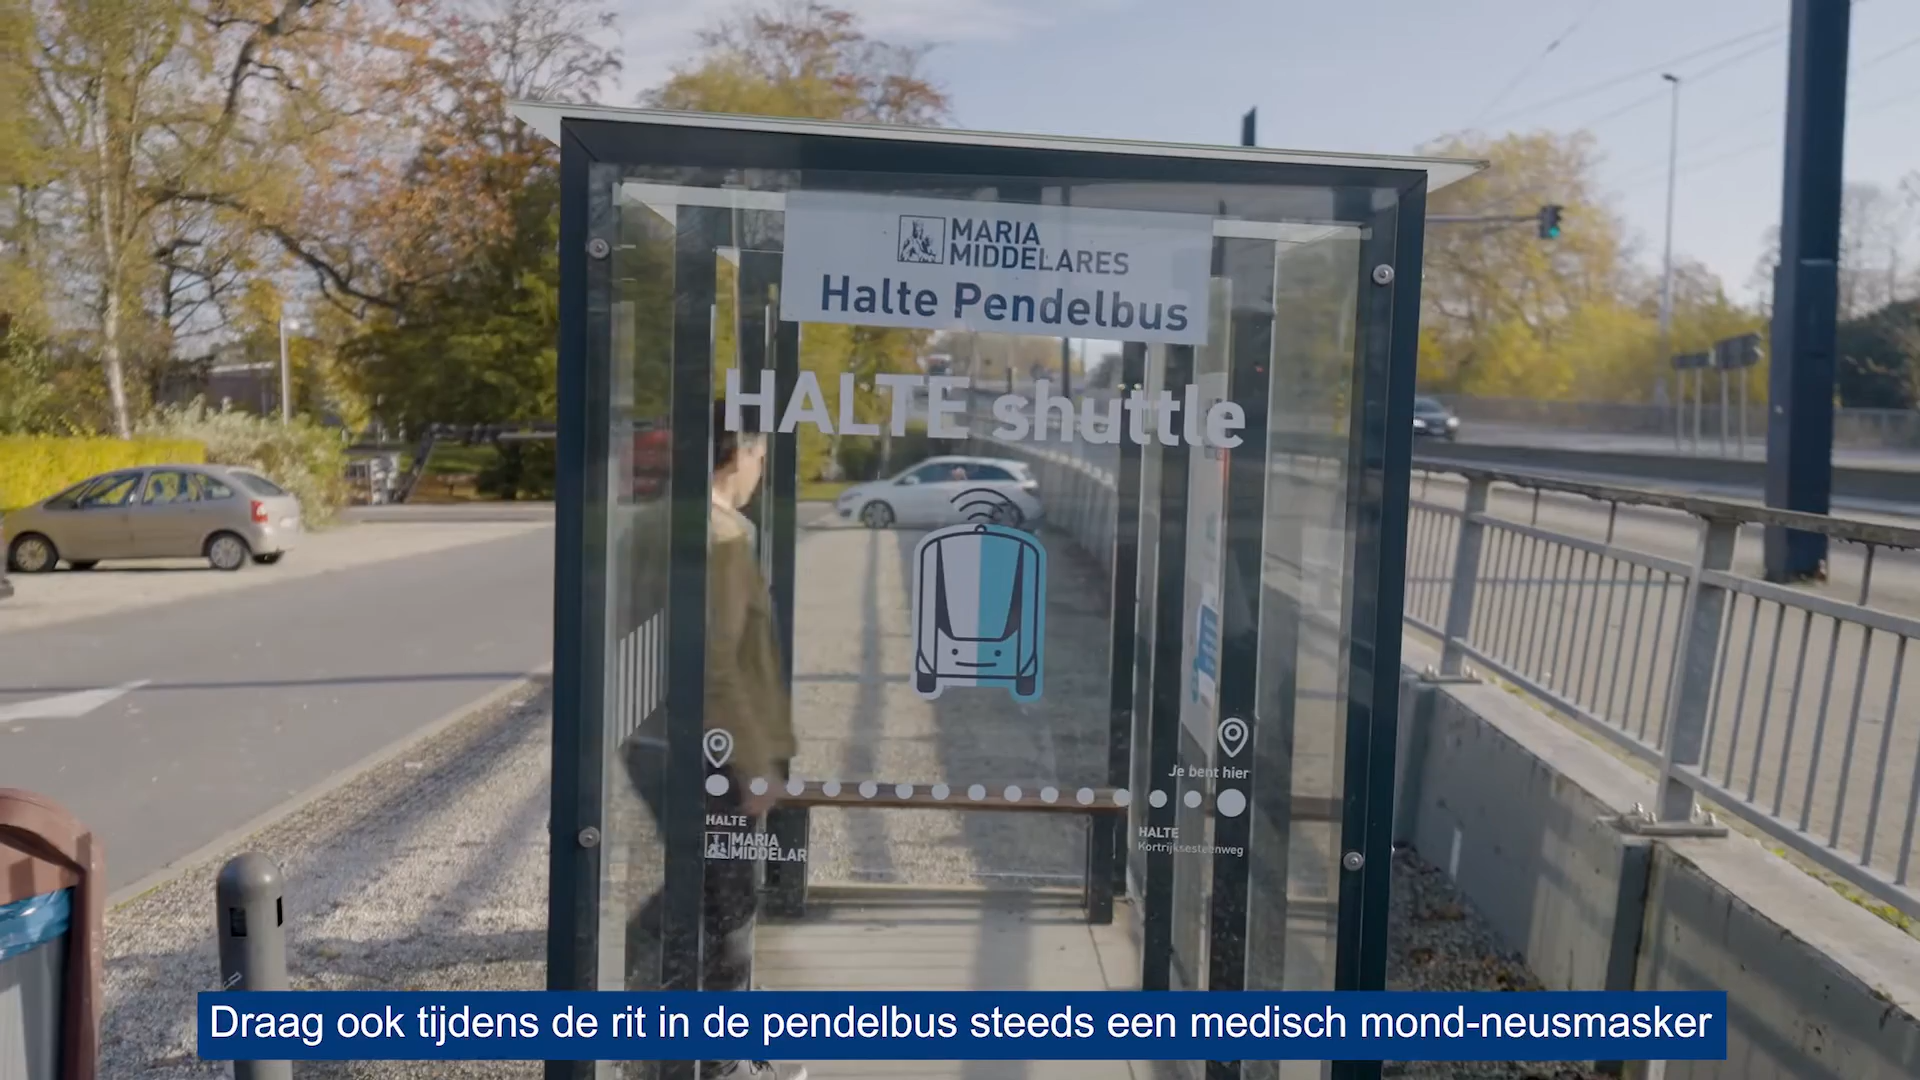 MARIA
MIDDELARES
Halte Pendelbus
HALTE shuttle
Je bent hier
HALTE
MARIA
MIDDELAR
HALTE
Kortrijksesteenweg
Draag ook tijdens de rit in de pendelbus steeds een medisch mond-neusmasker